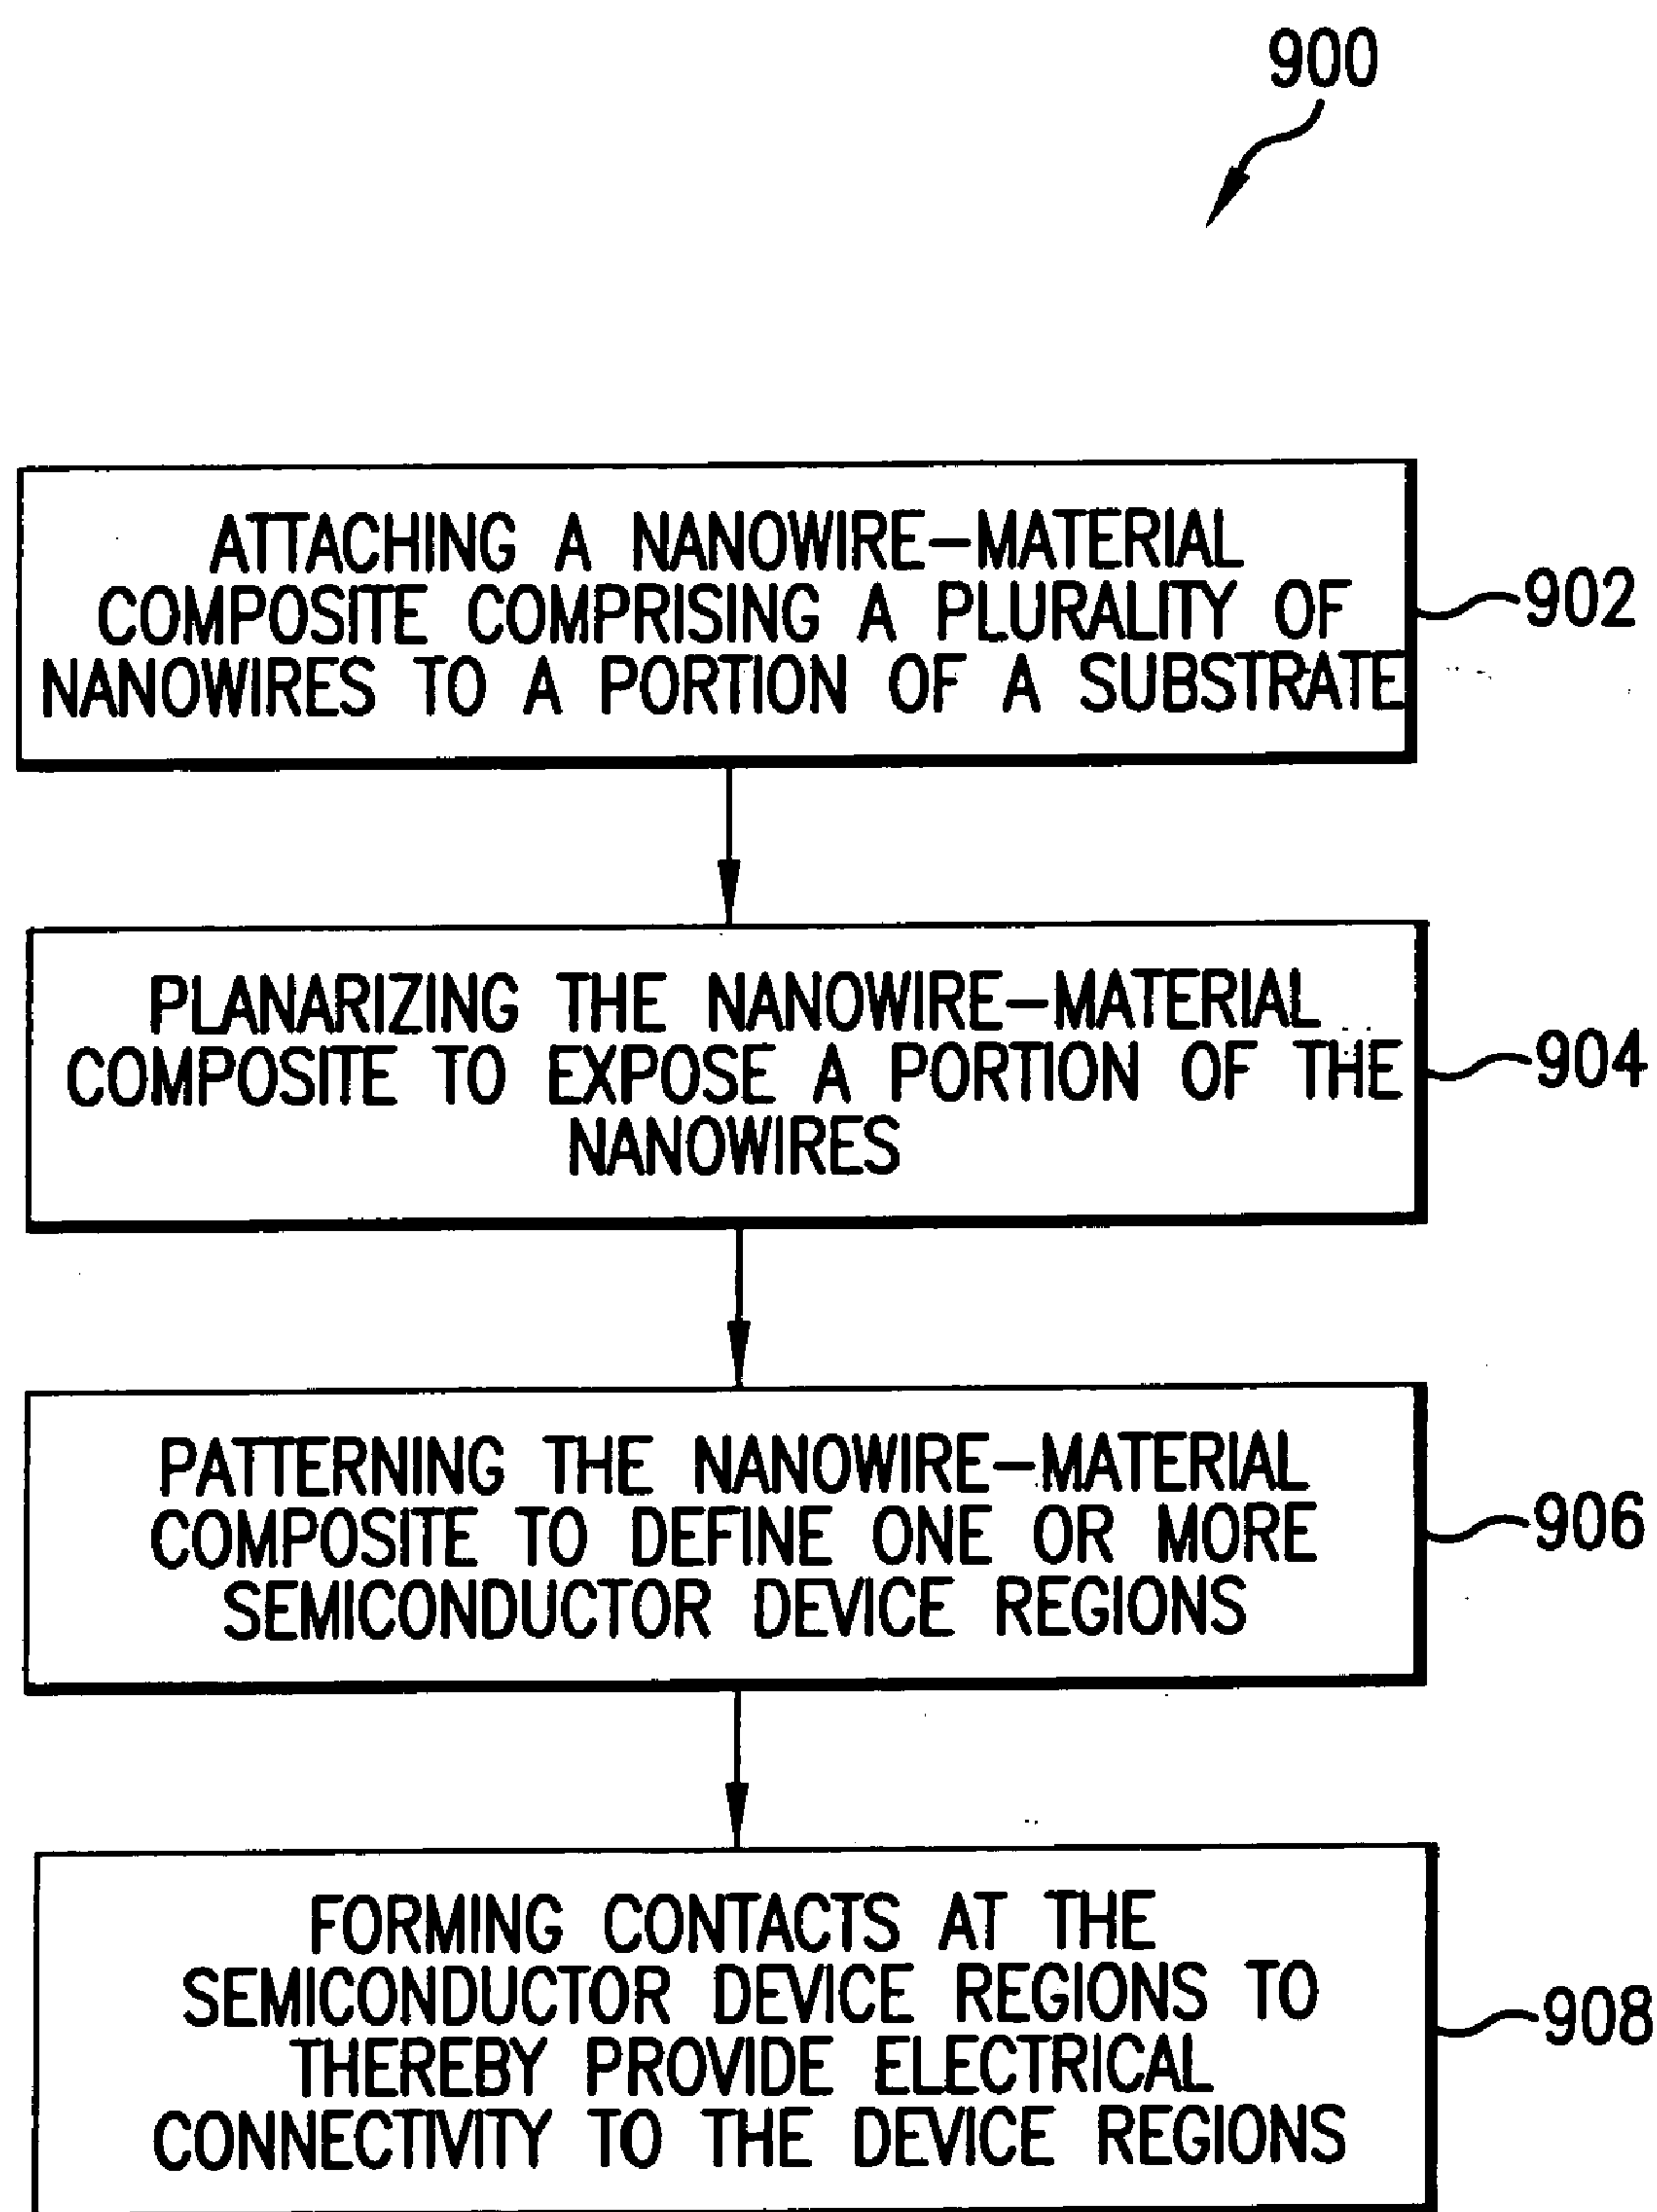 900
ATTACHING A NANOWIRE-MATERIAL
COMPOSITE COMPRISING A PLURALITY OF
NANOWIRES TO A PORTION OF A SUBSTRATE
902
PLANARIZING THE NANOWIRE-MATERIAL
COMPOSITE TO EXPOSE A PORTION OF THE
NANOWIRES
904
PATTERNING THE NANOWIRE-MATERIAL
COMPOSITE TO DEFINE ONE OR MORE
SEMICONDUCTOR DEVICE REGIONS
906
FORMING CONTACTS AT THE
SEMICONDUCTOR DEVICE REGIONS TO
THEREBY PROVIDE ELECTRICAL
CONNECTIVITY TO THE DEVICE REGIONS
908